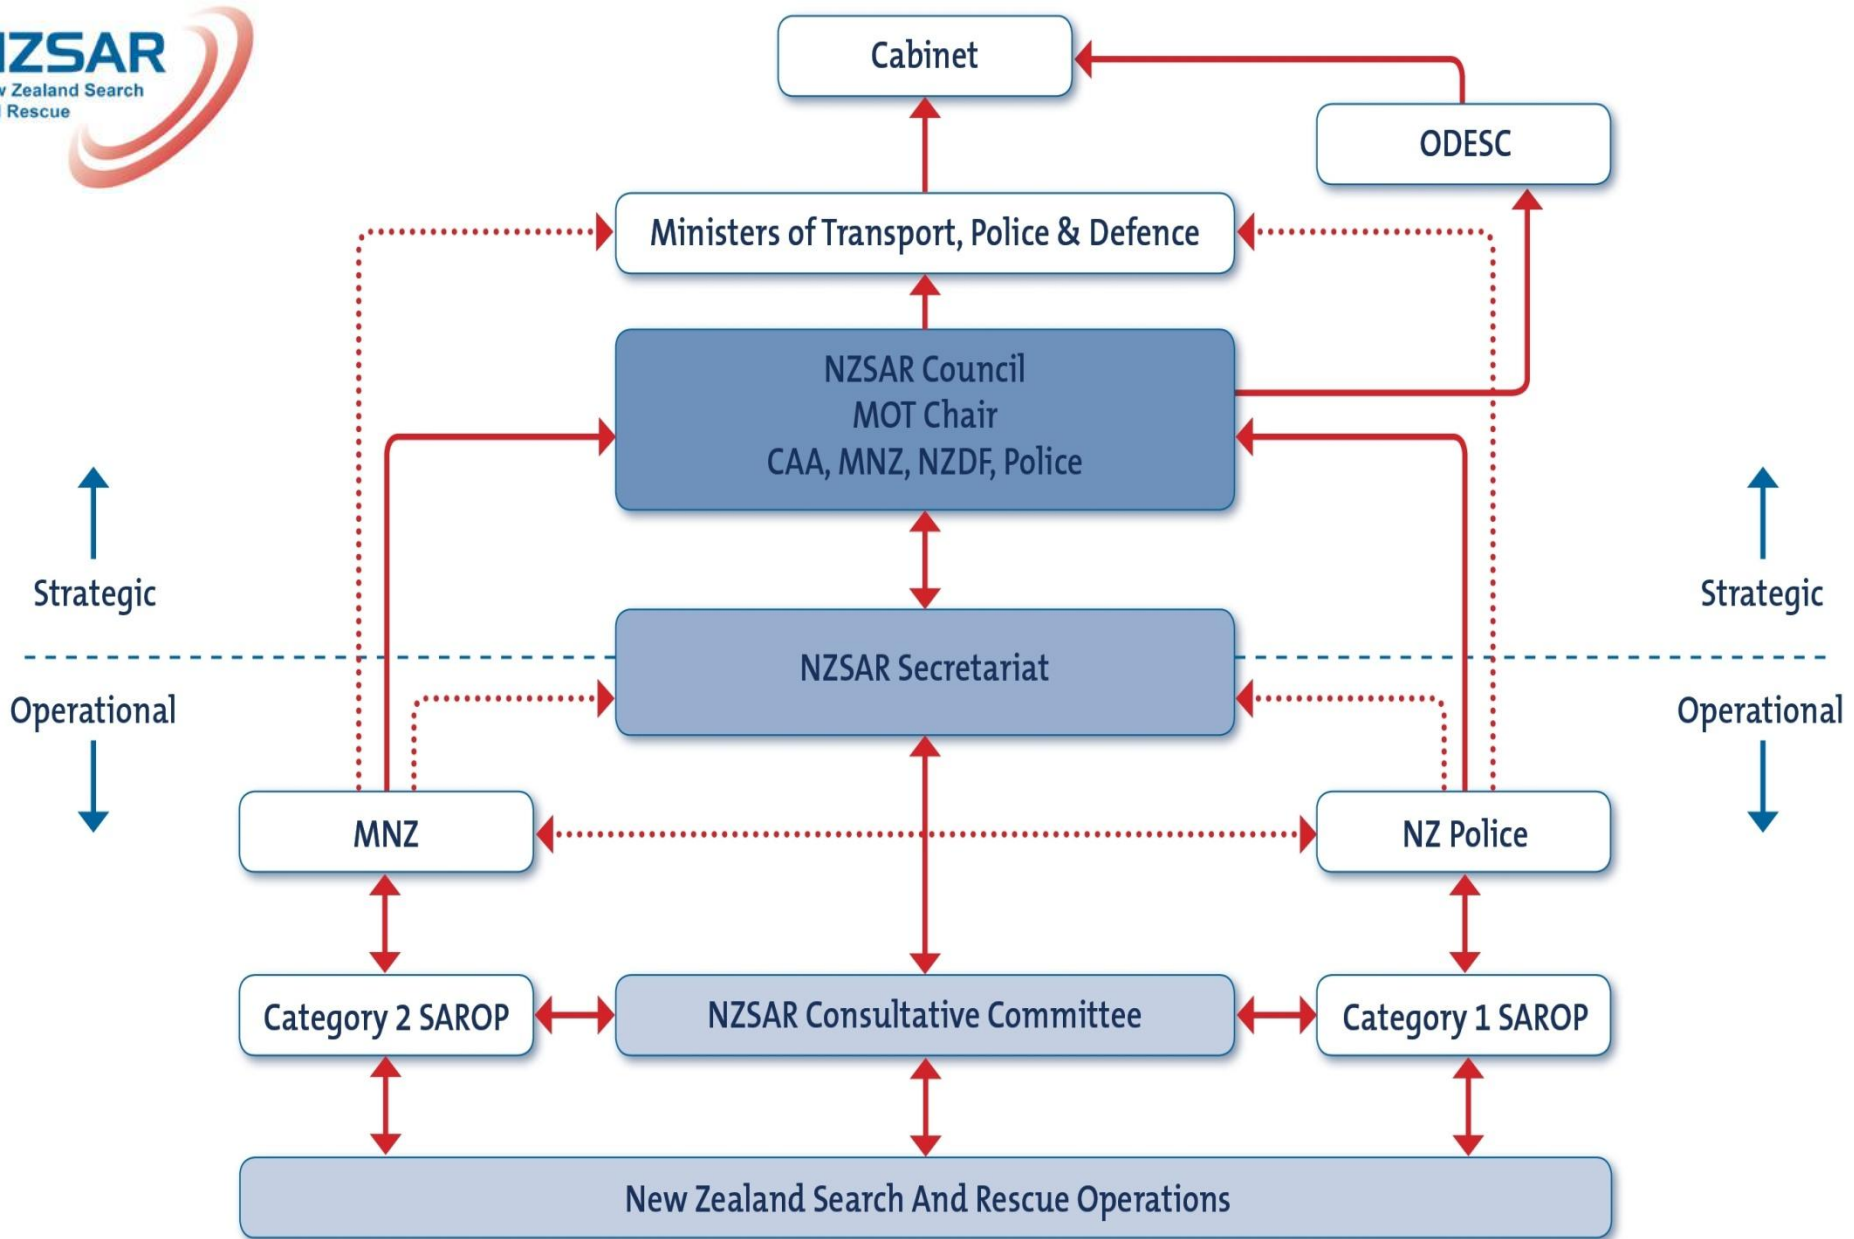 NZSAR
w Zealand Search
Rescue
Cabinet
ODESC
Ministers of Transport, Police & Defence
NZSAR Council
MOT Chair
CAA, MNZ, NZDF, Police
Strategic
Strategic
NZSAR Secretariat
Operational
Operational
MNZ
NZ Police
Category 2 SAROP
NZSAR Consultative Committee
Category 1 SAROP
New Zealand Search And Rescue Operations